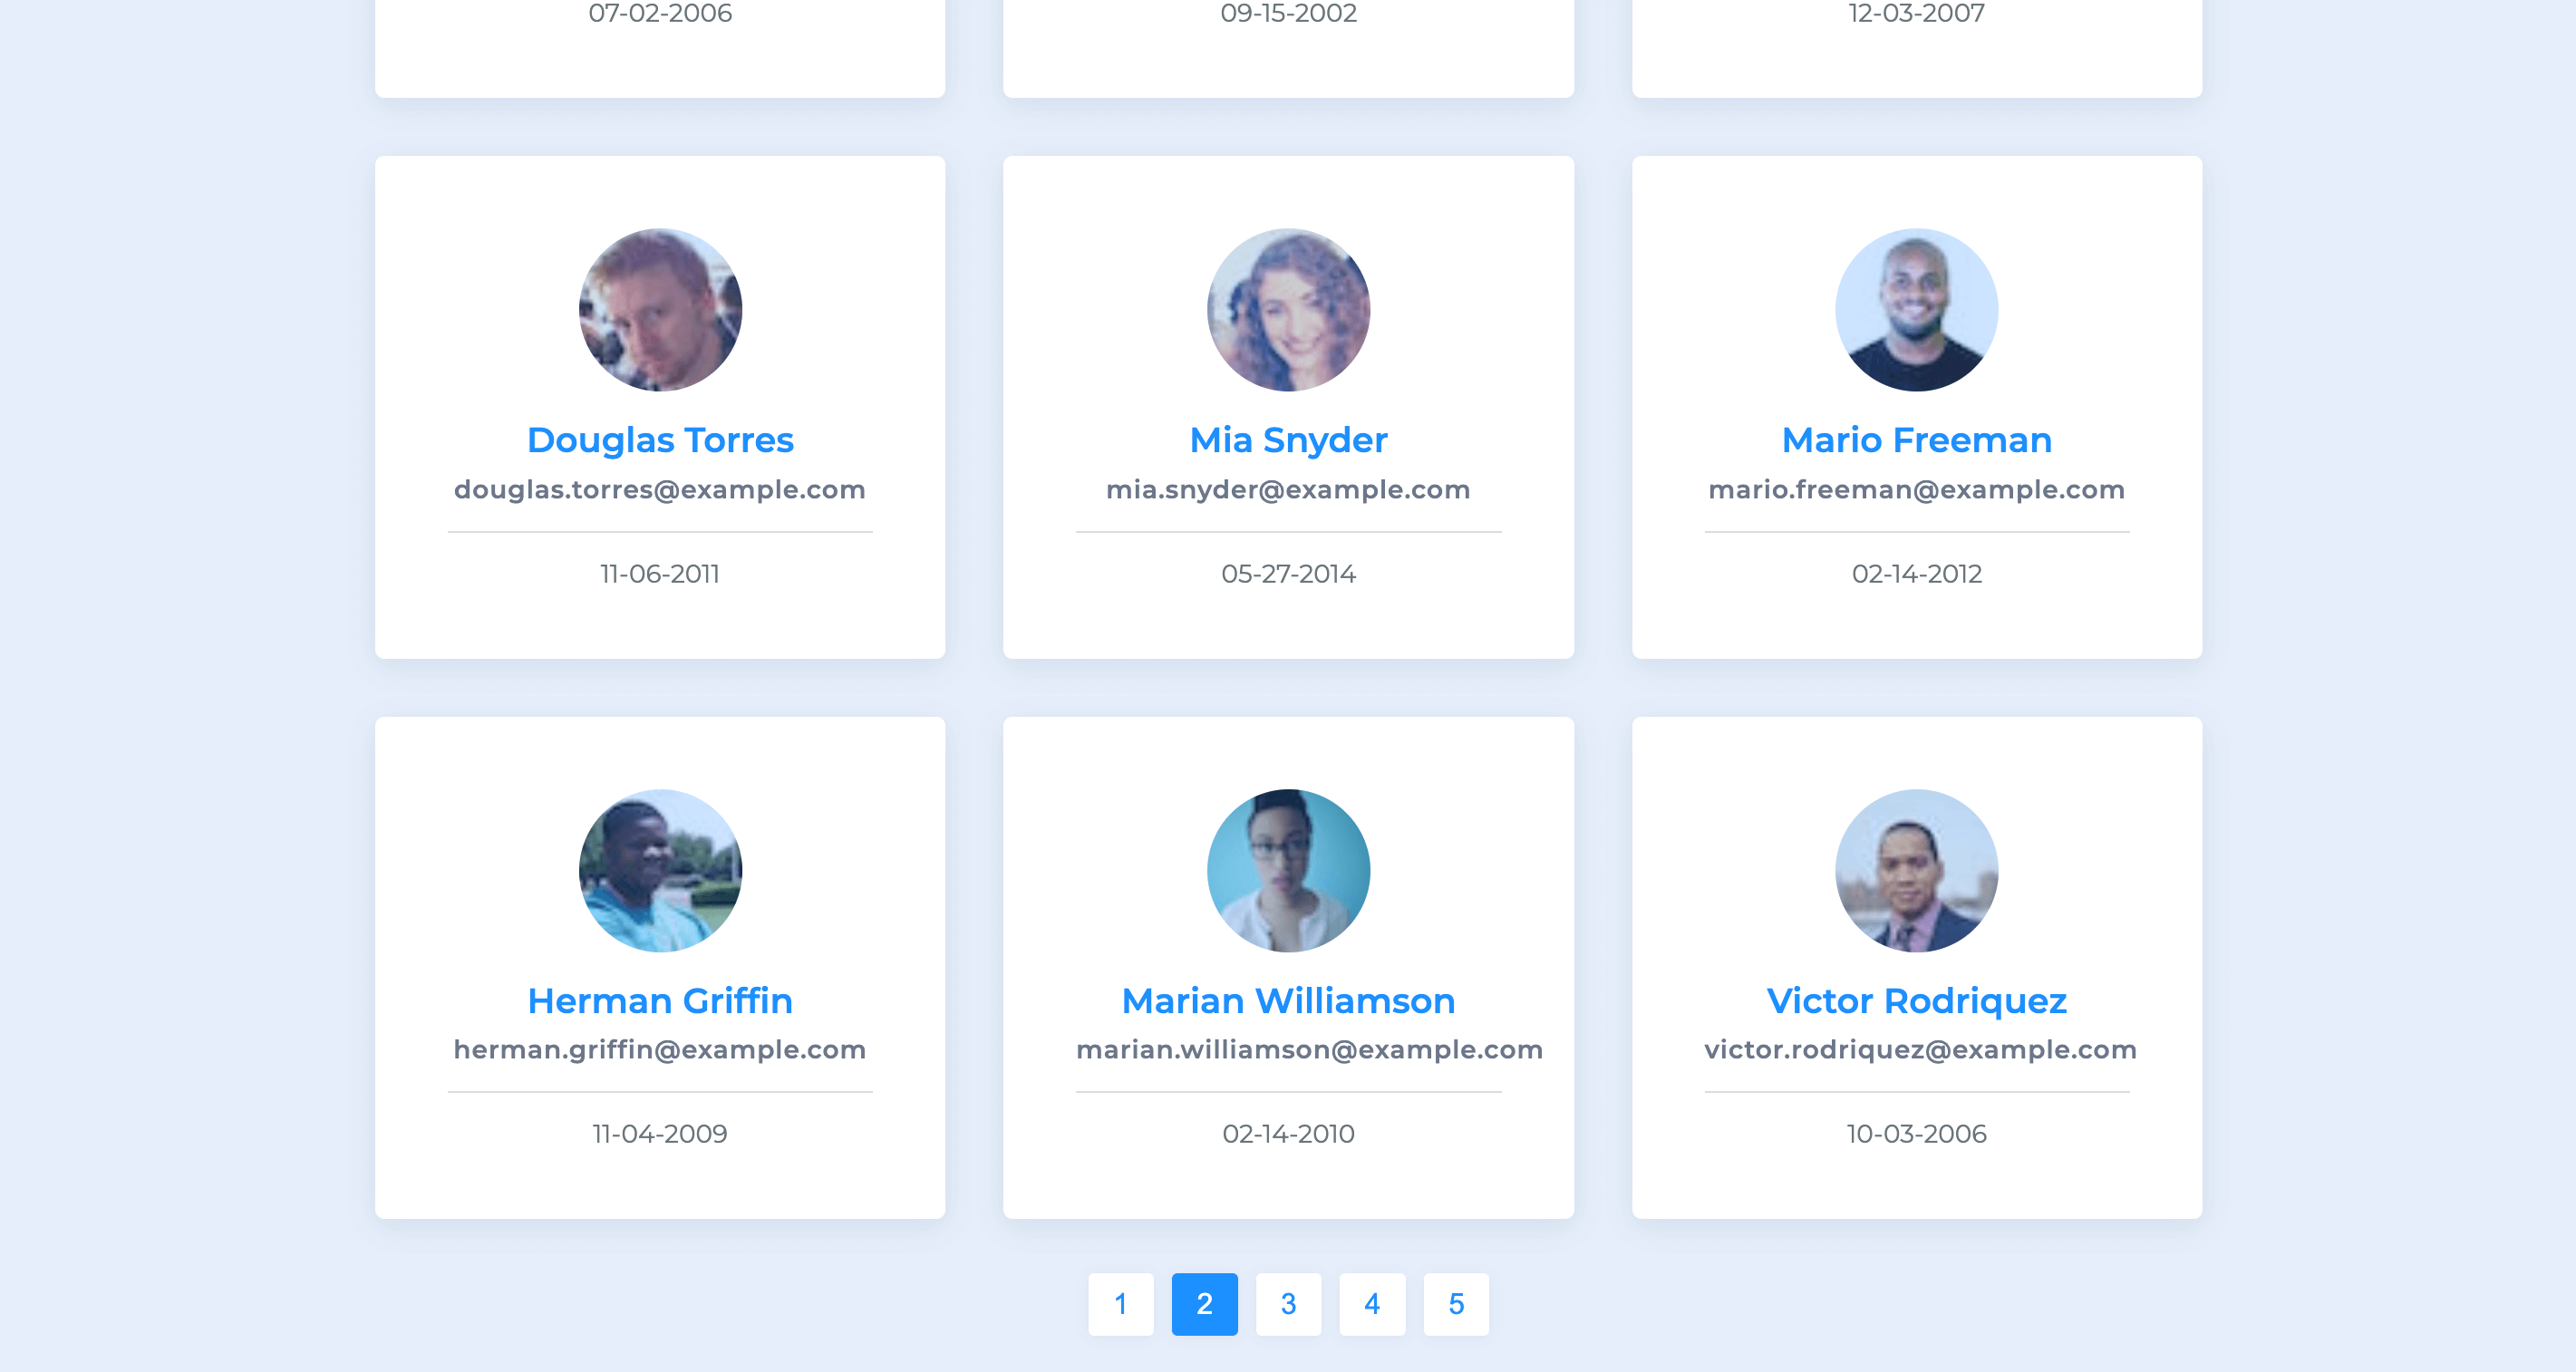 07-02-2006
09-15-2002
12-03-2007
Douglas Torres
douglas.torres@example.com
11-06-2011
Mia Snyder
mia.snyder@example.com
05-27-2014
Mario Freeman
mario.freeman@example.com
02-14-2012
Herman Griffin
herman.griffin@example.com
11-04-2009
Marian Williamson
marian.williamson@example.com
02-14-2010
Victor Rodriquez
victor.rodriquez@example.com
10-03-2006
1 2 3 4 5